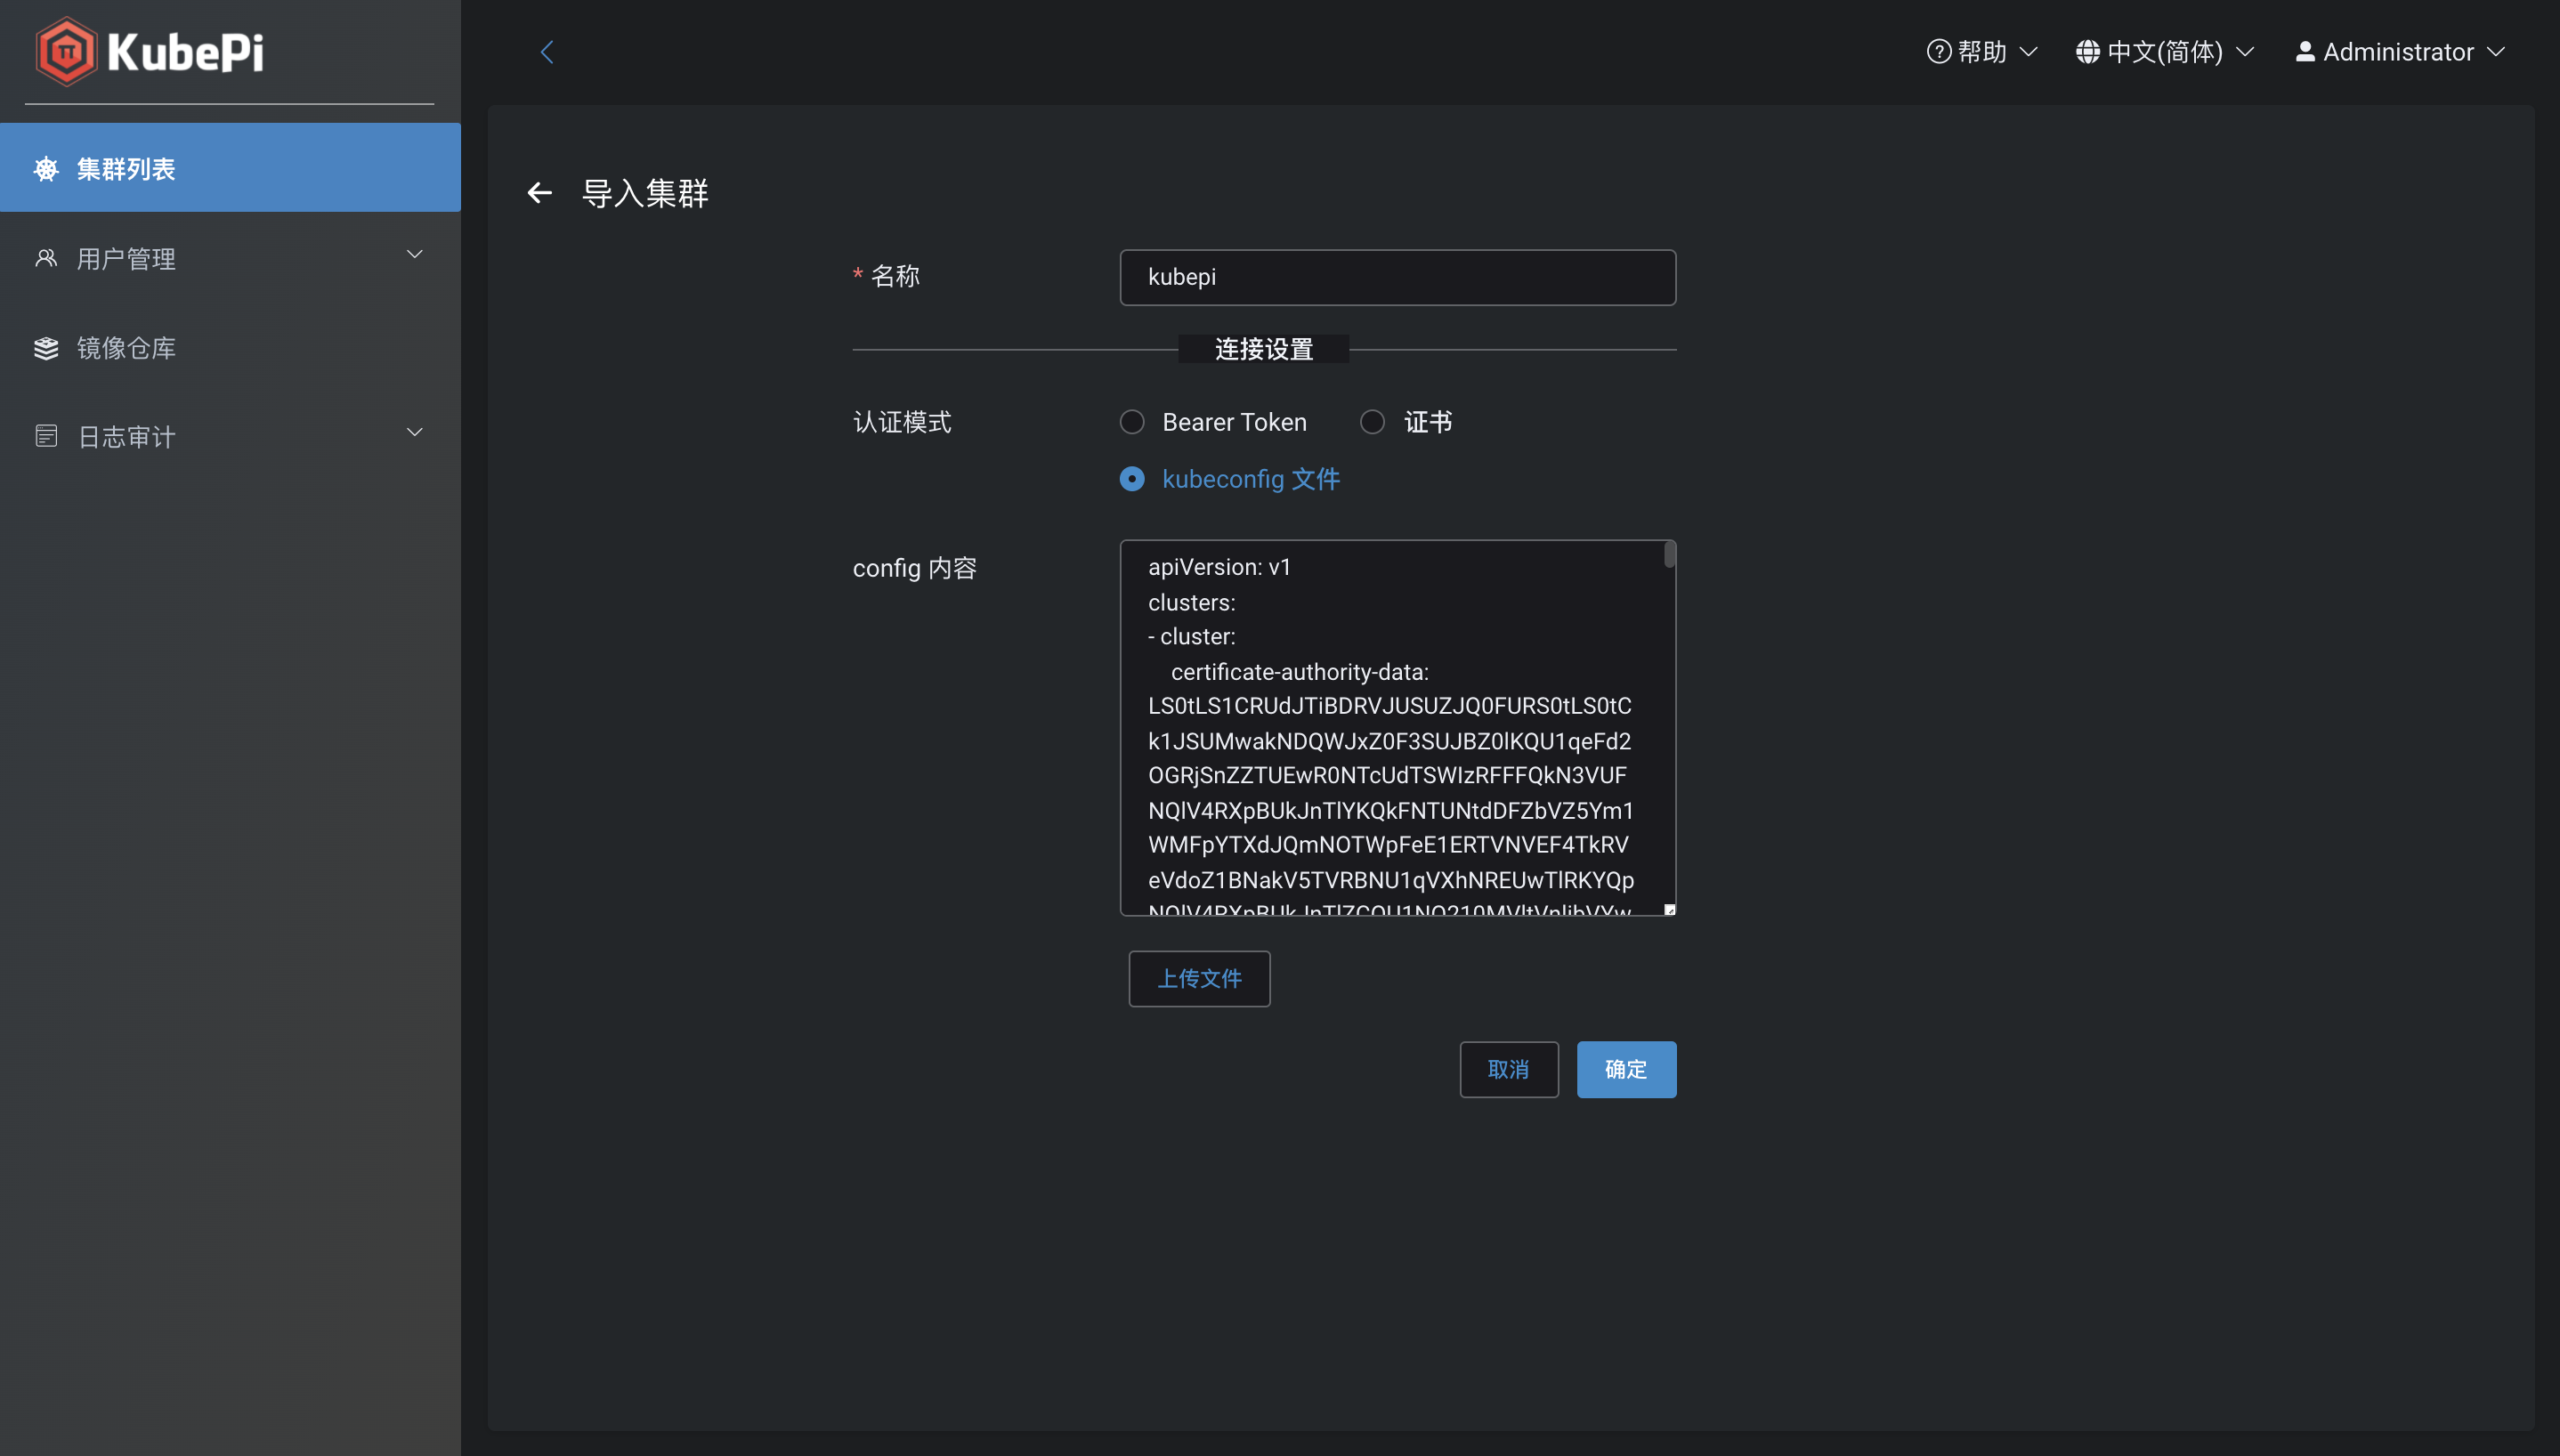 KubePi
帮助
中文(简体)
Administrator
集群列表
用户管理
镜像仓库
日志审计
导入集群
* 名称
kubepi
连接设置
认证模式
Bearer Token
证书
kubeconfig 文件
config 内容
apiVersion: v1
clusters:
- cluster:
certificate-authority-data:
LS0tLS1CRUdJTiBDRVJUSUZJQ0FURS0tLS0tC
k1JSUMwakNDQWJxZ0F3SUJBZ0lKQU1qeFd2
OGRjSnZZTUEwR0NTcUdTSWIzRFFFQkN3VUF
NQlV4RXpBUkJnTlYKQkFNTUNtdDFZbVZ5Ym1
WMFpYTXdJQmNOTWpFeE1ERTVNVEF4TkRV
eVdoZ1BNakV5TVRBNU1qVXhNREUwTlRKYQp
NQlV4RXpBUkJnTlZCQU1NQ210MVltVnlibVYw
上传文件
取消
确定